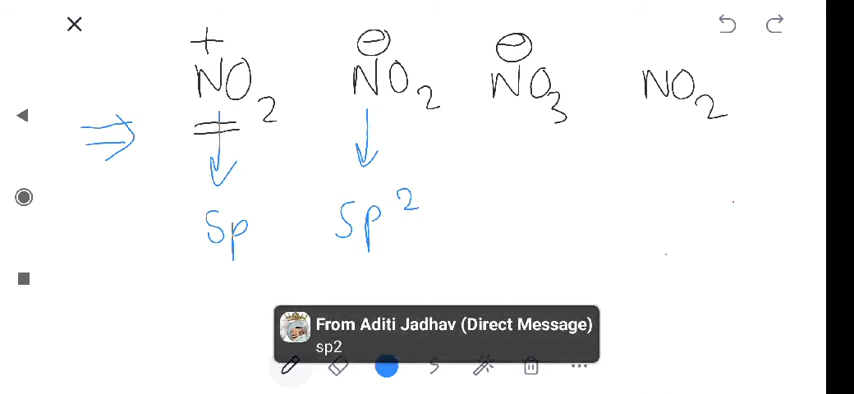 + ⊖ ⊖
NO2 NO2 NO3 NO2
⇒ ↓ ↓
Sp Sp2
From Aditi Jadhav (Direct Message)
sp2